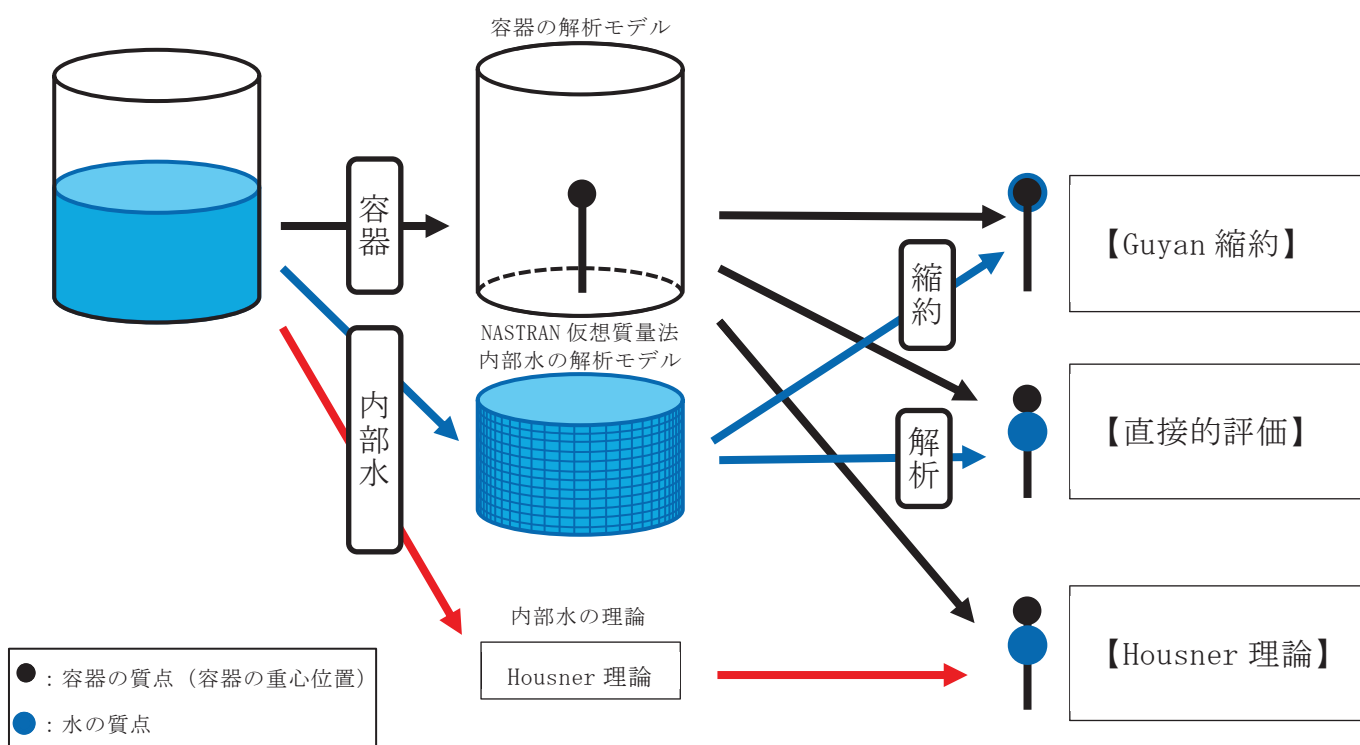 容器の解析モデル
容器
【Guyan 縮約】
縮約
NASTRAN 仮想質量法
内部水の解析モデル
内部水
解析
【直接的評価】
内部水の理論
Housner 理論
【Housner 理論】
：容器の質点（容器の重心位置）
：水の質点